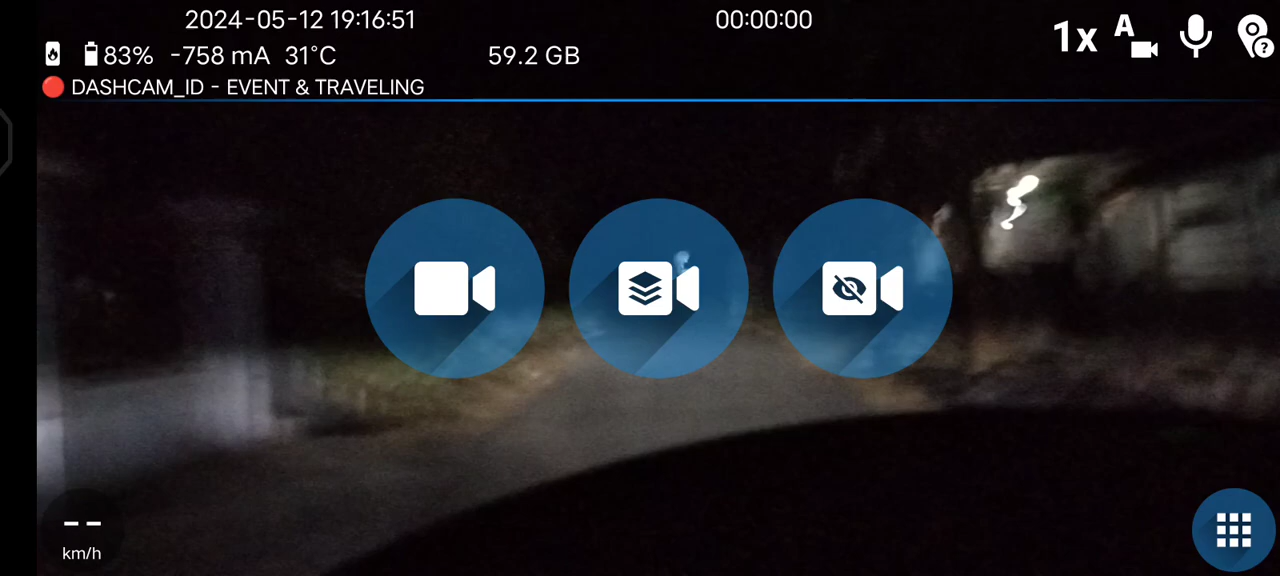 2024-05-12 19:16:51
00:00:00
83% -758 mA 31°C
59.2 GB
1x
A
?
DASHCAM_ID - EVENT & TRAVELING
--
km/h